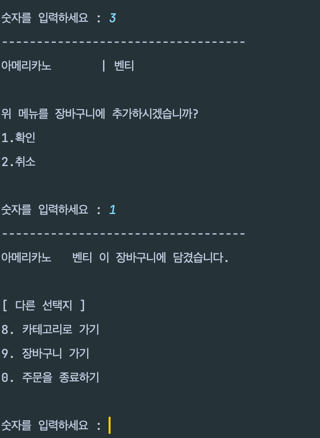 숫자를 입력하세요 : 3
-----------------------------------
아메리카노 | 벤티
위 메뉴를 장바구니에 추가하시겠습니까?
1.확인
2.취소
숫자를 입력하세요 : 1
-----------------------------------
아메리카노 벤티 이 장바구니에 담겼습니다.
[ 다른 선택지 ]
8. 카테고리로 가기
9. 장바구니 가기
0. 주문을 종료하기
숫자를 입력하세요 :